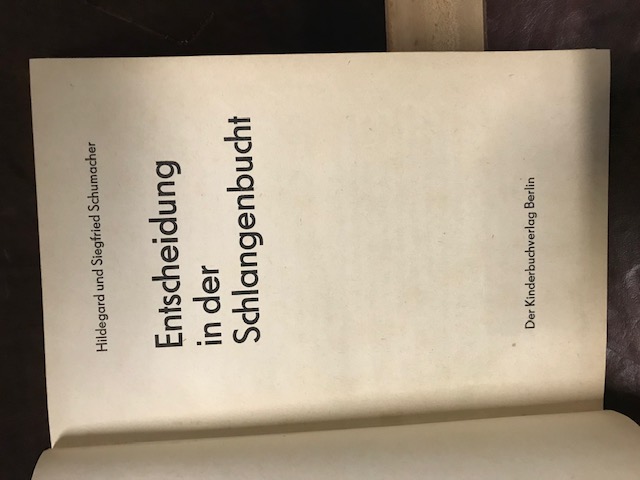 Hildegard und Siegfried Schumacher
Entscheidung
in der
Schlangenbucht
Der Kinderbuchverlag Berlin